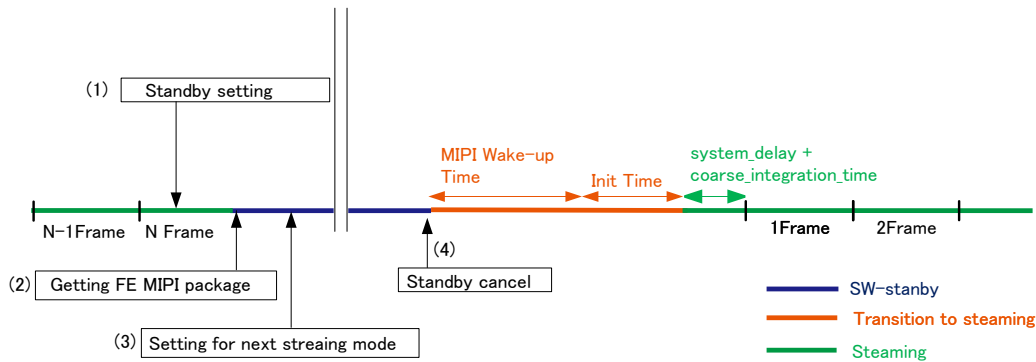 (1)
Standby setting
MIPI Wake-up
Time
Init Time
system_delay +
coarse_integration_time
N-1Frame
N Frame
1Frame
2Frame
(2)
Getting FE MIPI package
(4)
Standby cancel
(3)
Setting for next streaing mode
SW-stanby
Transition to steaming
Steaming